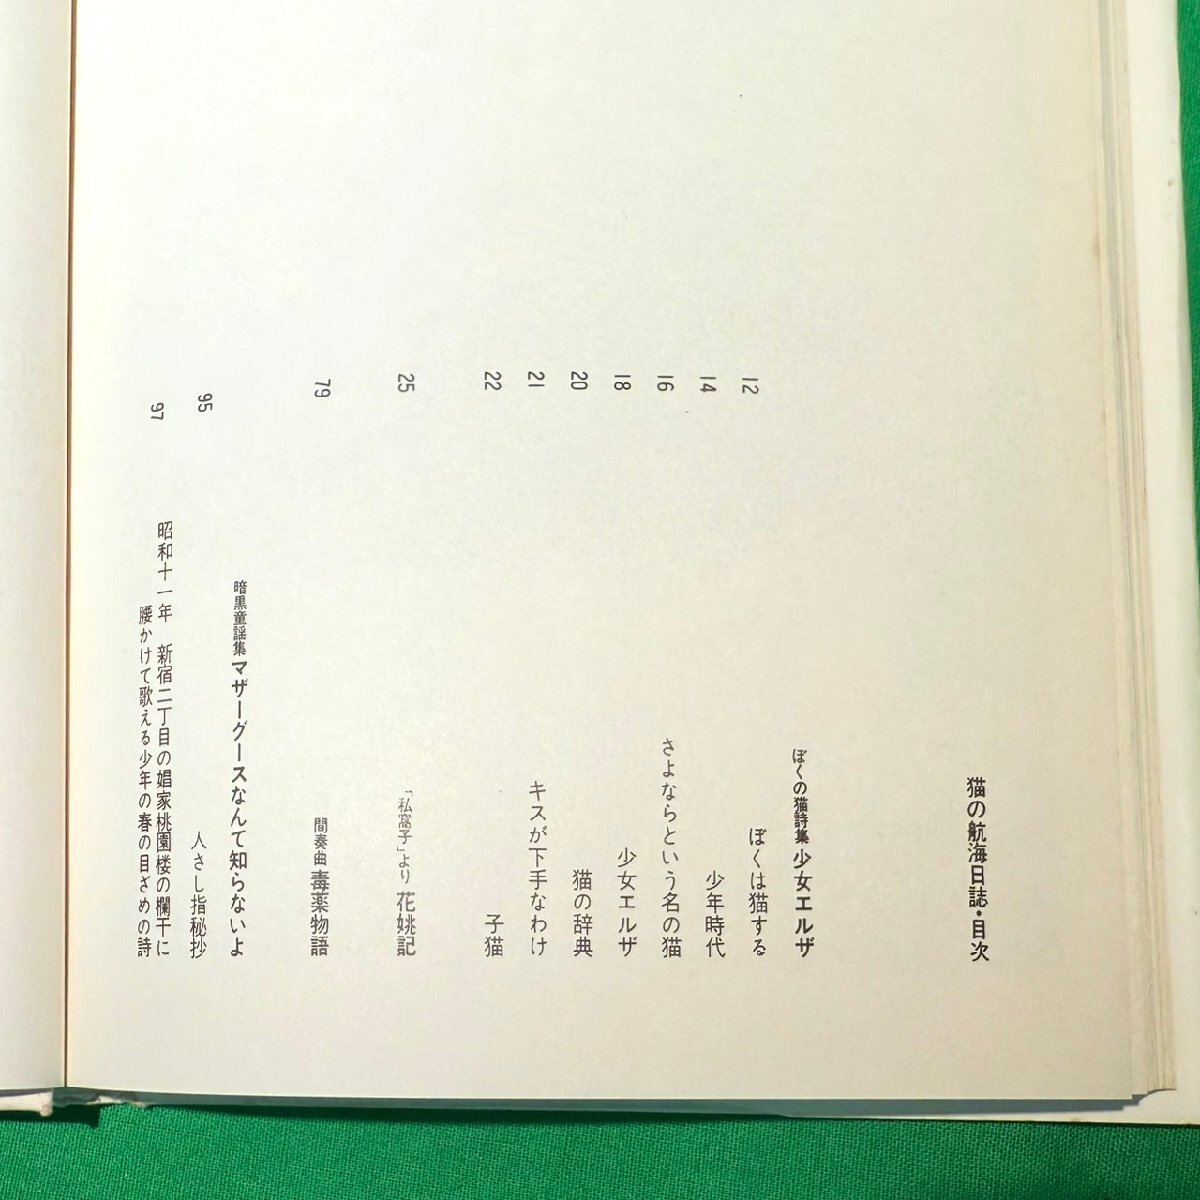 猫の航海日誌・目次
ぼくの猫詩集 少女エルザ
ぼくは猫する 12
少年時代 14
さよならという名の猫 16
少女エルザ 18
猫の辞典 20
キスが下手なわけ 21
子猫 22
「私窩子」より 花姚記 25
間奏曲 毒薬物語 79
暗黒童謡集 マザーグースなんて知らないよ
人さし指秘抄 95
昭和十一年 新宿二丁目の娼家桃園楼の欄干に
腰かけて歌える少年の春の目ざめの詩 97